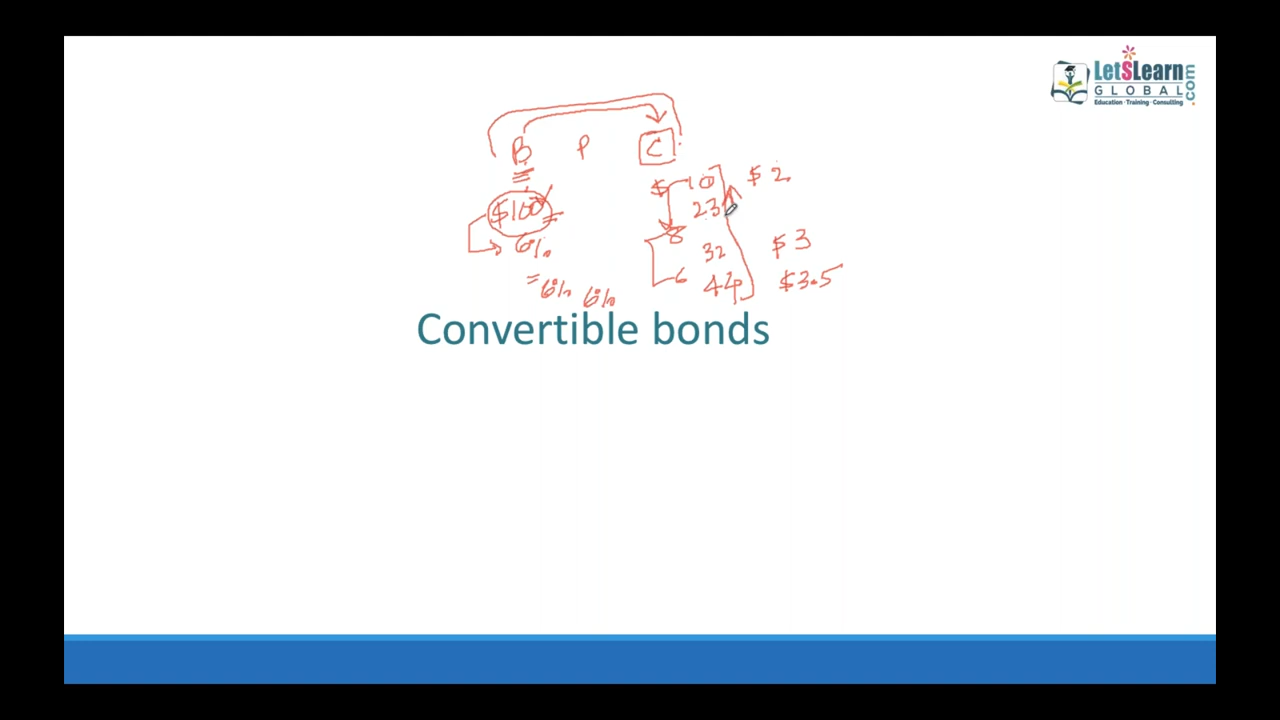 LetsLearn
GLOBAL.com
Education • Training • Consulting
B P C
$100 $ 10 $ 2
23
6% 8 32 $ 3
= 6% 6% 6 44 $3.5
Convertible bonds